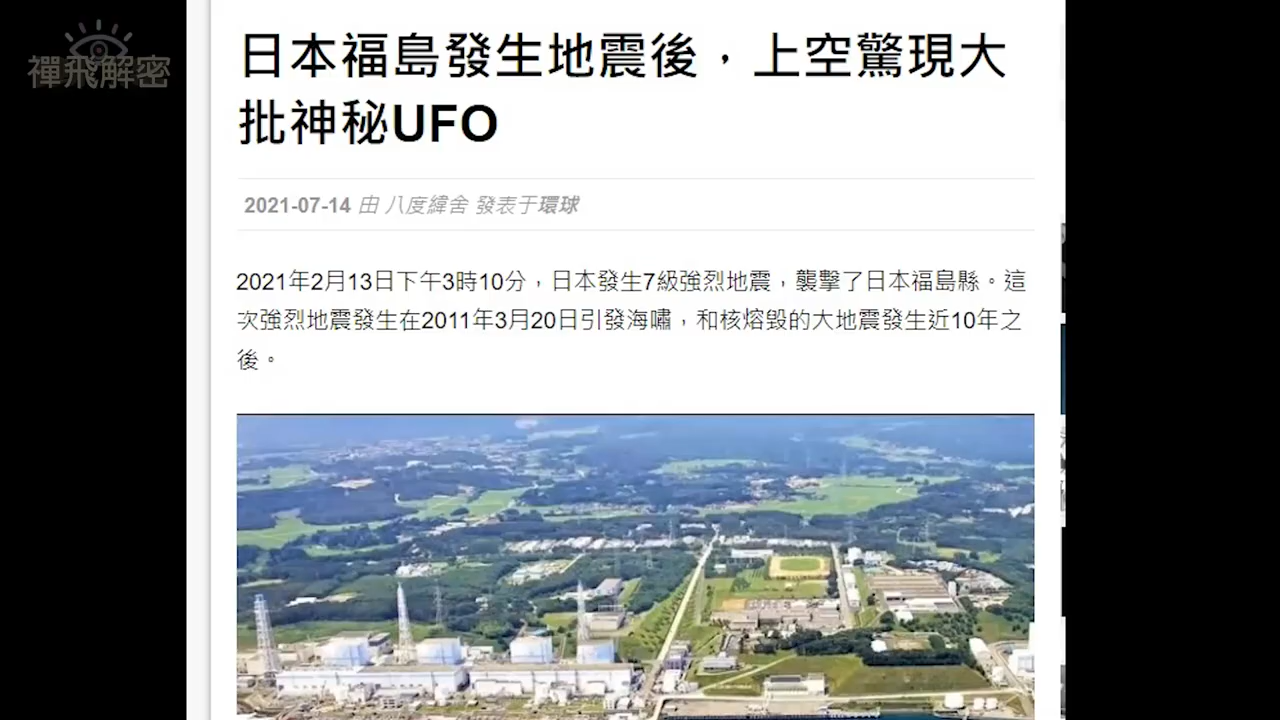 禪飛解密
日本福島發生地震後，上空驚現大
批神秘UFO
2021-07-14 由 八度緯舍 發表于環球
2021年2月13日下午3時10分，日本發生7級強烈地震，襲擊了日本福島縣。這
次強烈地震發生在2011年3月20日引發海嘯，和核熔毀的大地震發生近10年之
後。